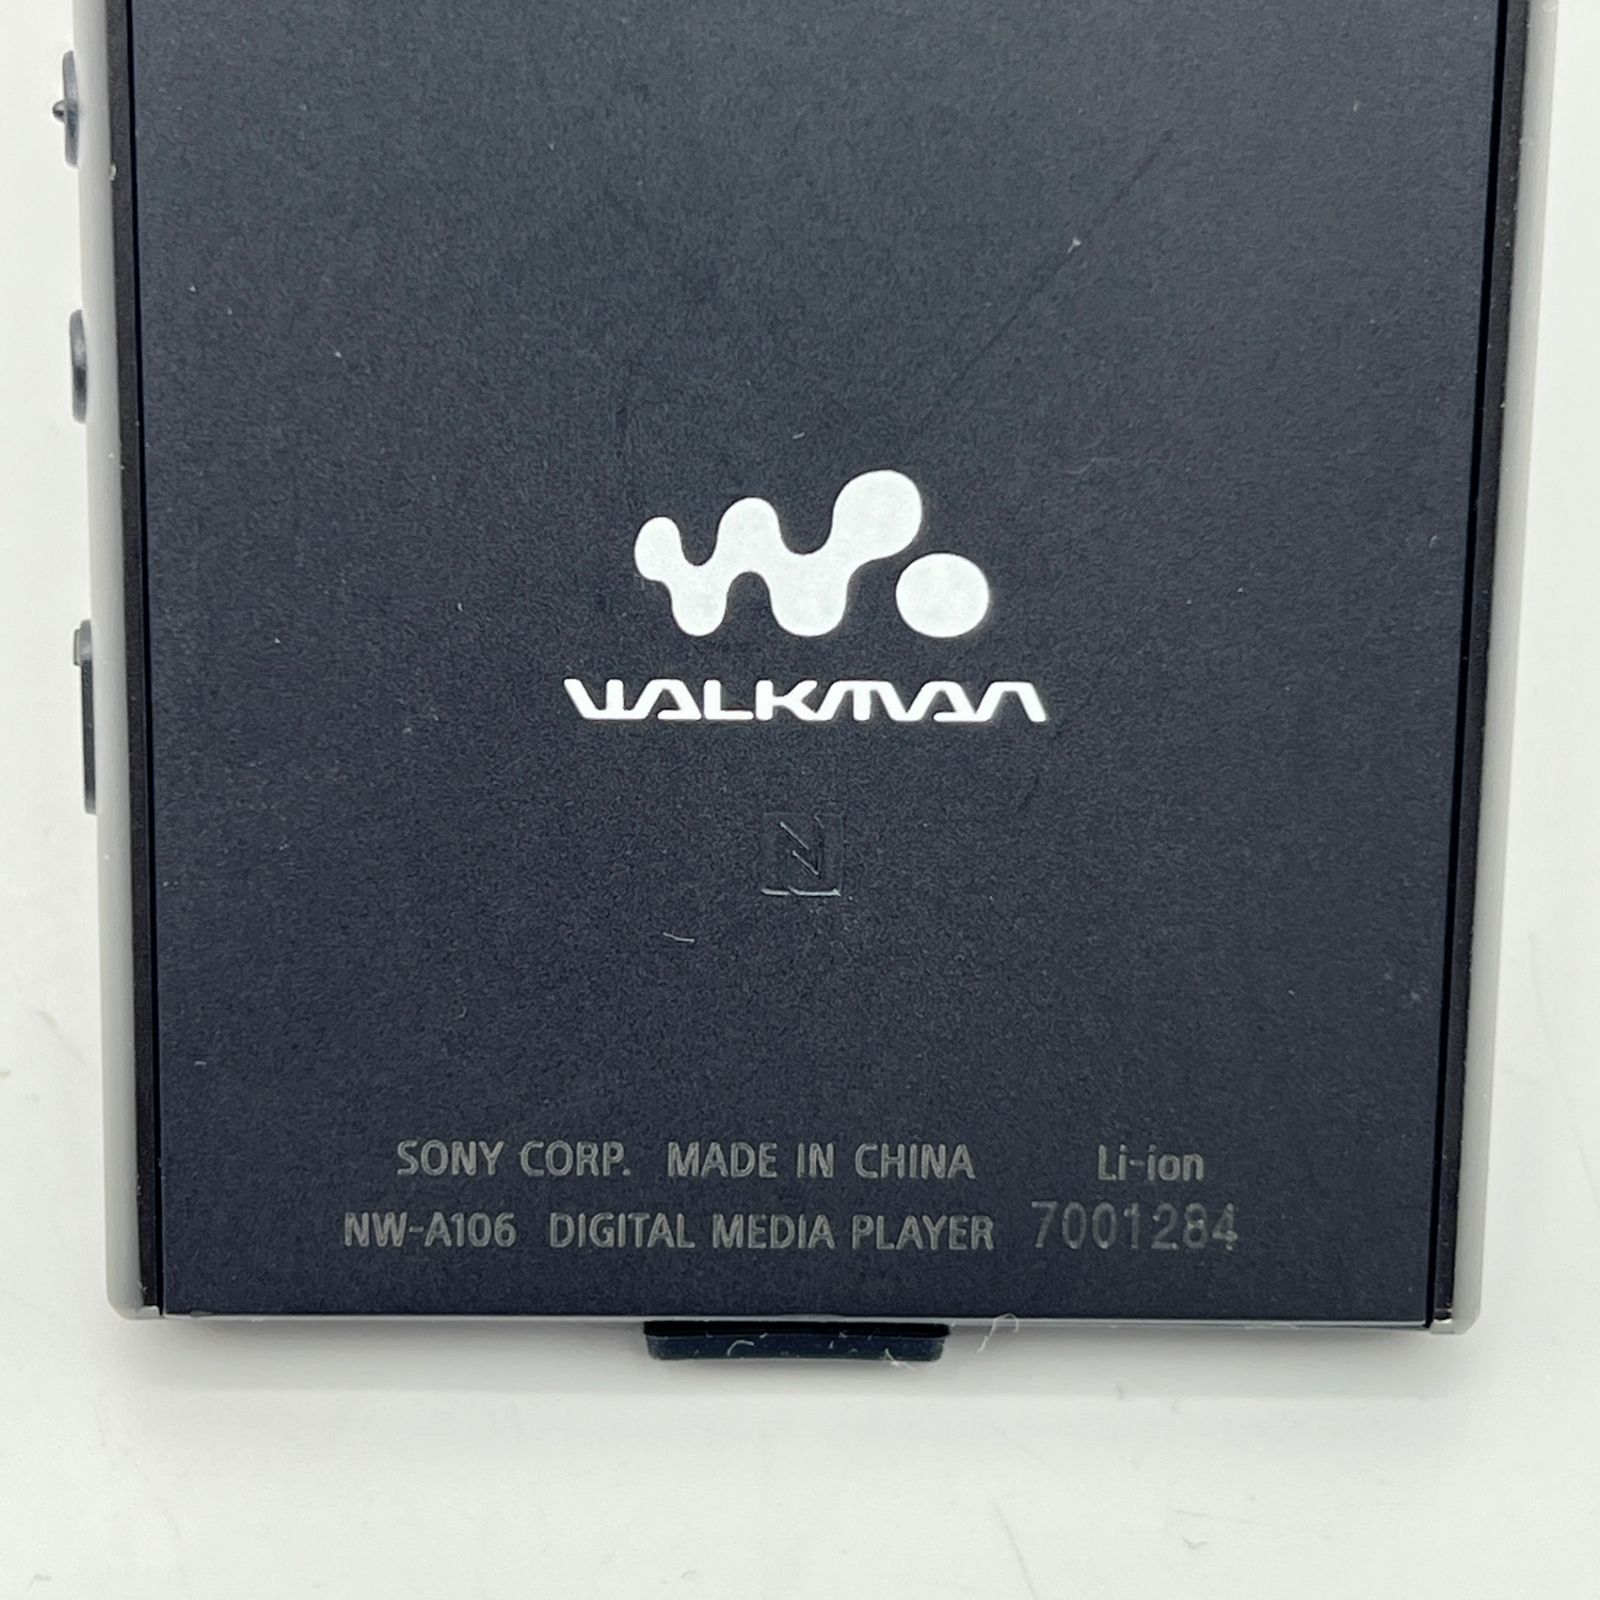 WALKMAN
N
SONY CORP. MADE IN CHINA Li-ion
NW-A106 DIGITAL MEDIA PLAYER 7001284